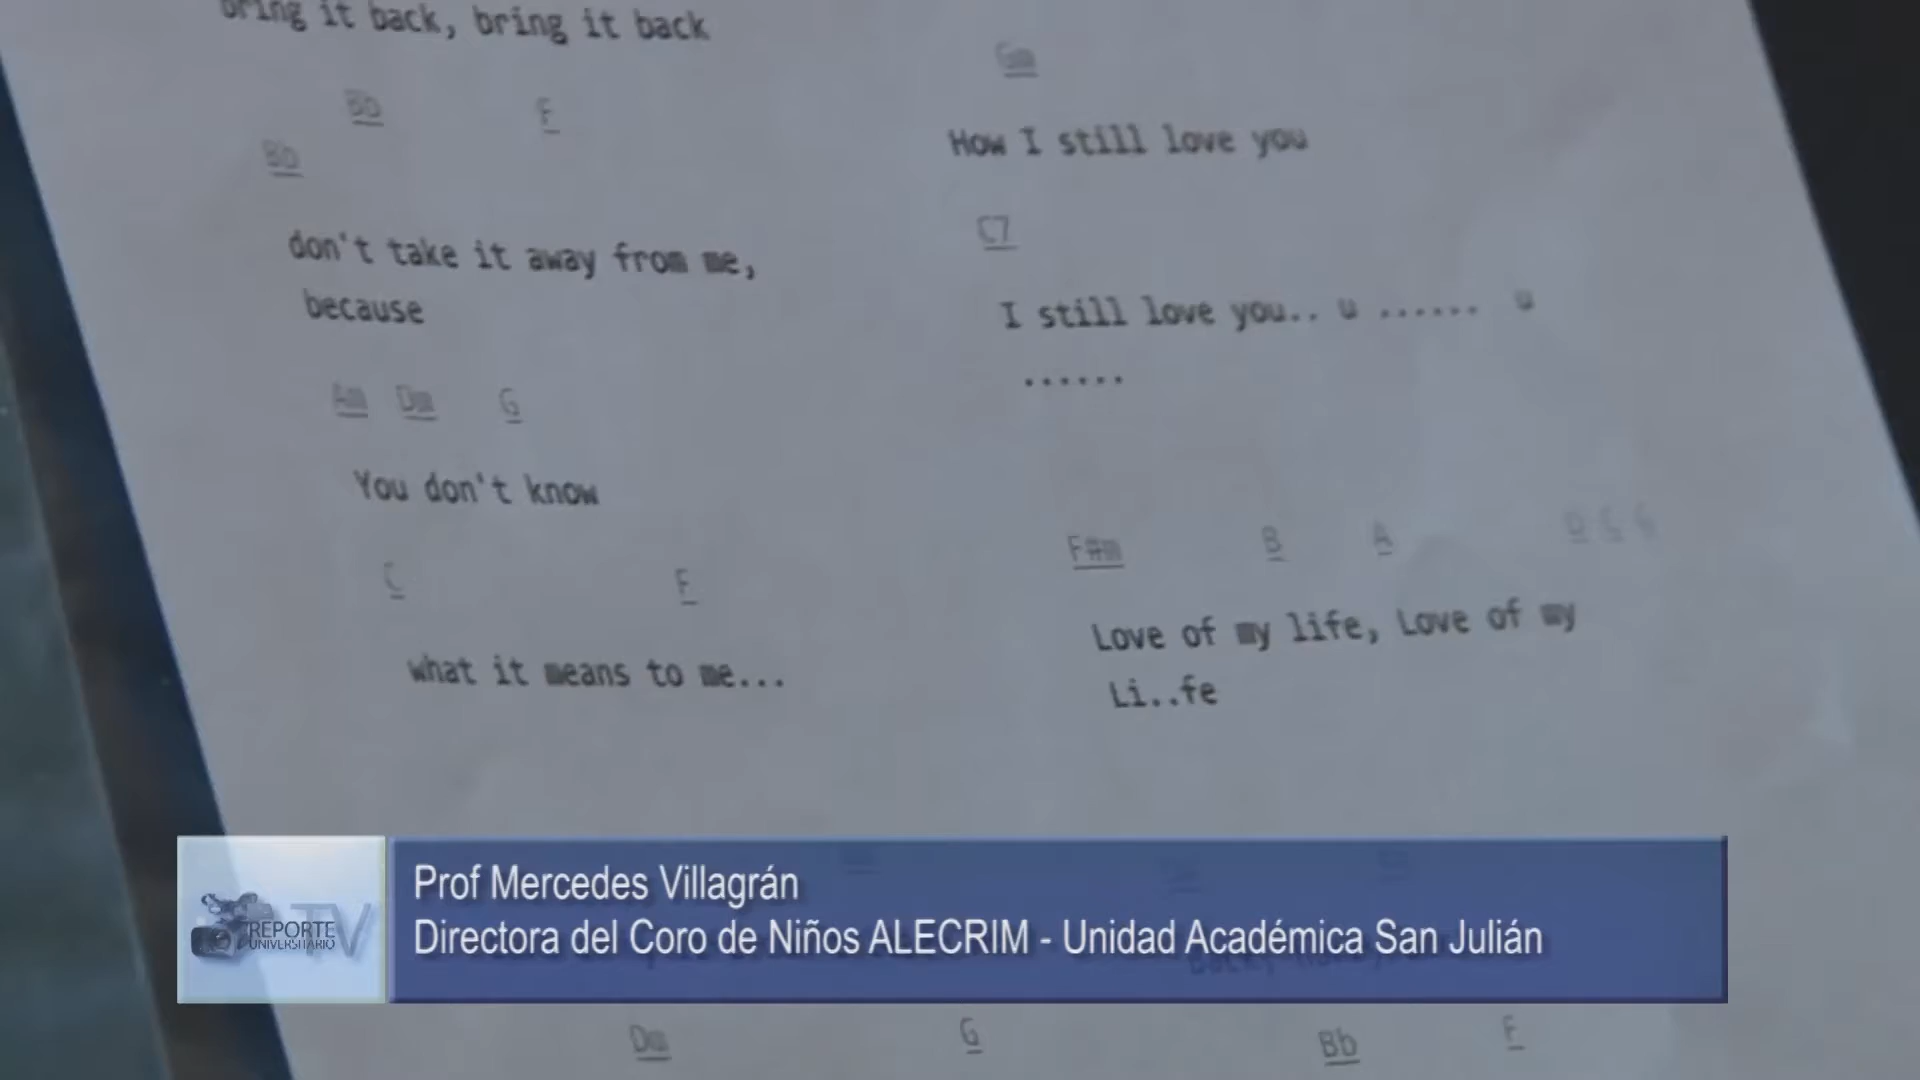 bring it back, bring it back
Bb F
Bb
don't take it away from me,
because
Am Dm G
You don't know
C F
what it means to me...
Gm
How I still love you
C7
I still love you.. u ...... u
......
F#m B A
Love of my life, Love of my
Li..fe
REPORTE
UNIVERSITARIO
TV
Prof Mercedes Villagrán
Directora del Coro de Niños ALECRIM - Unidad Académica San Julián
Dm G Bb F